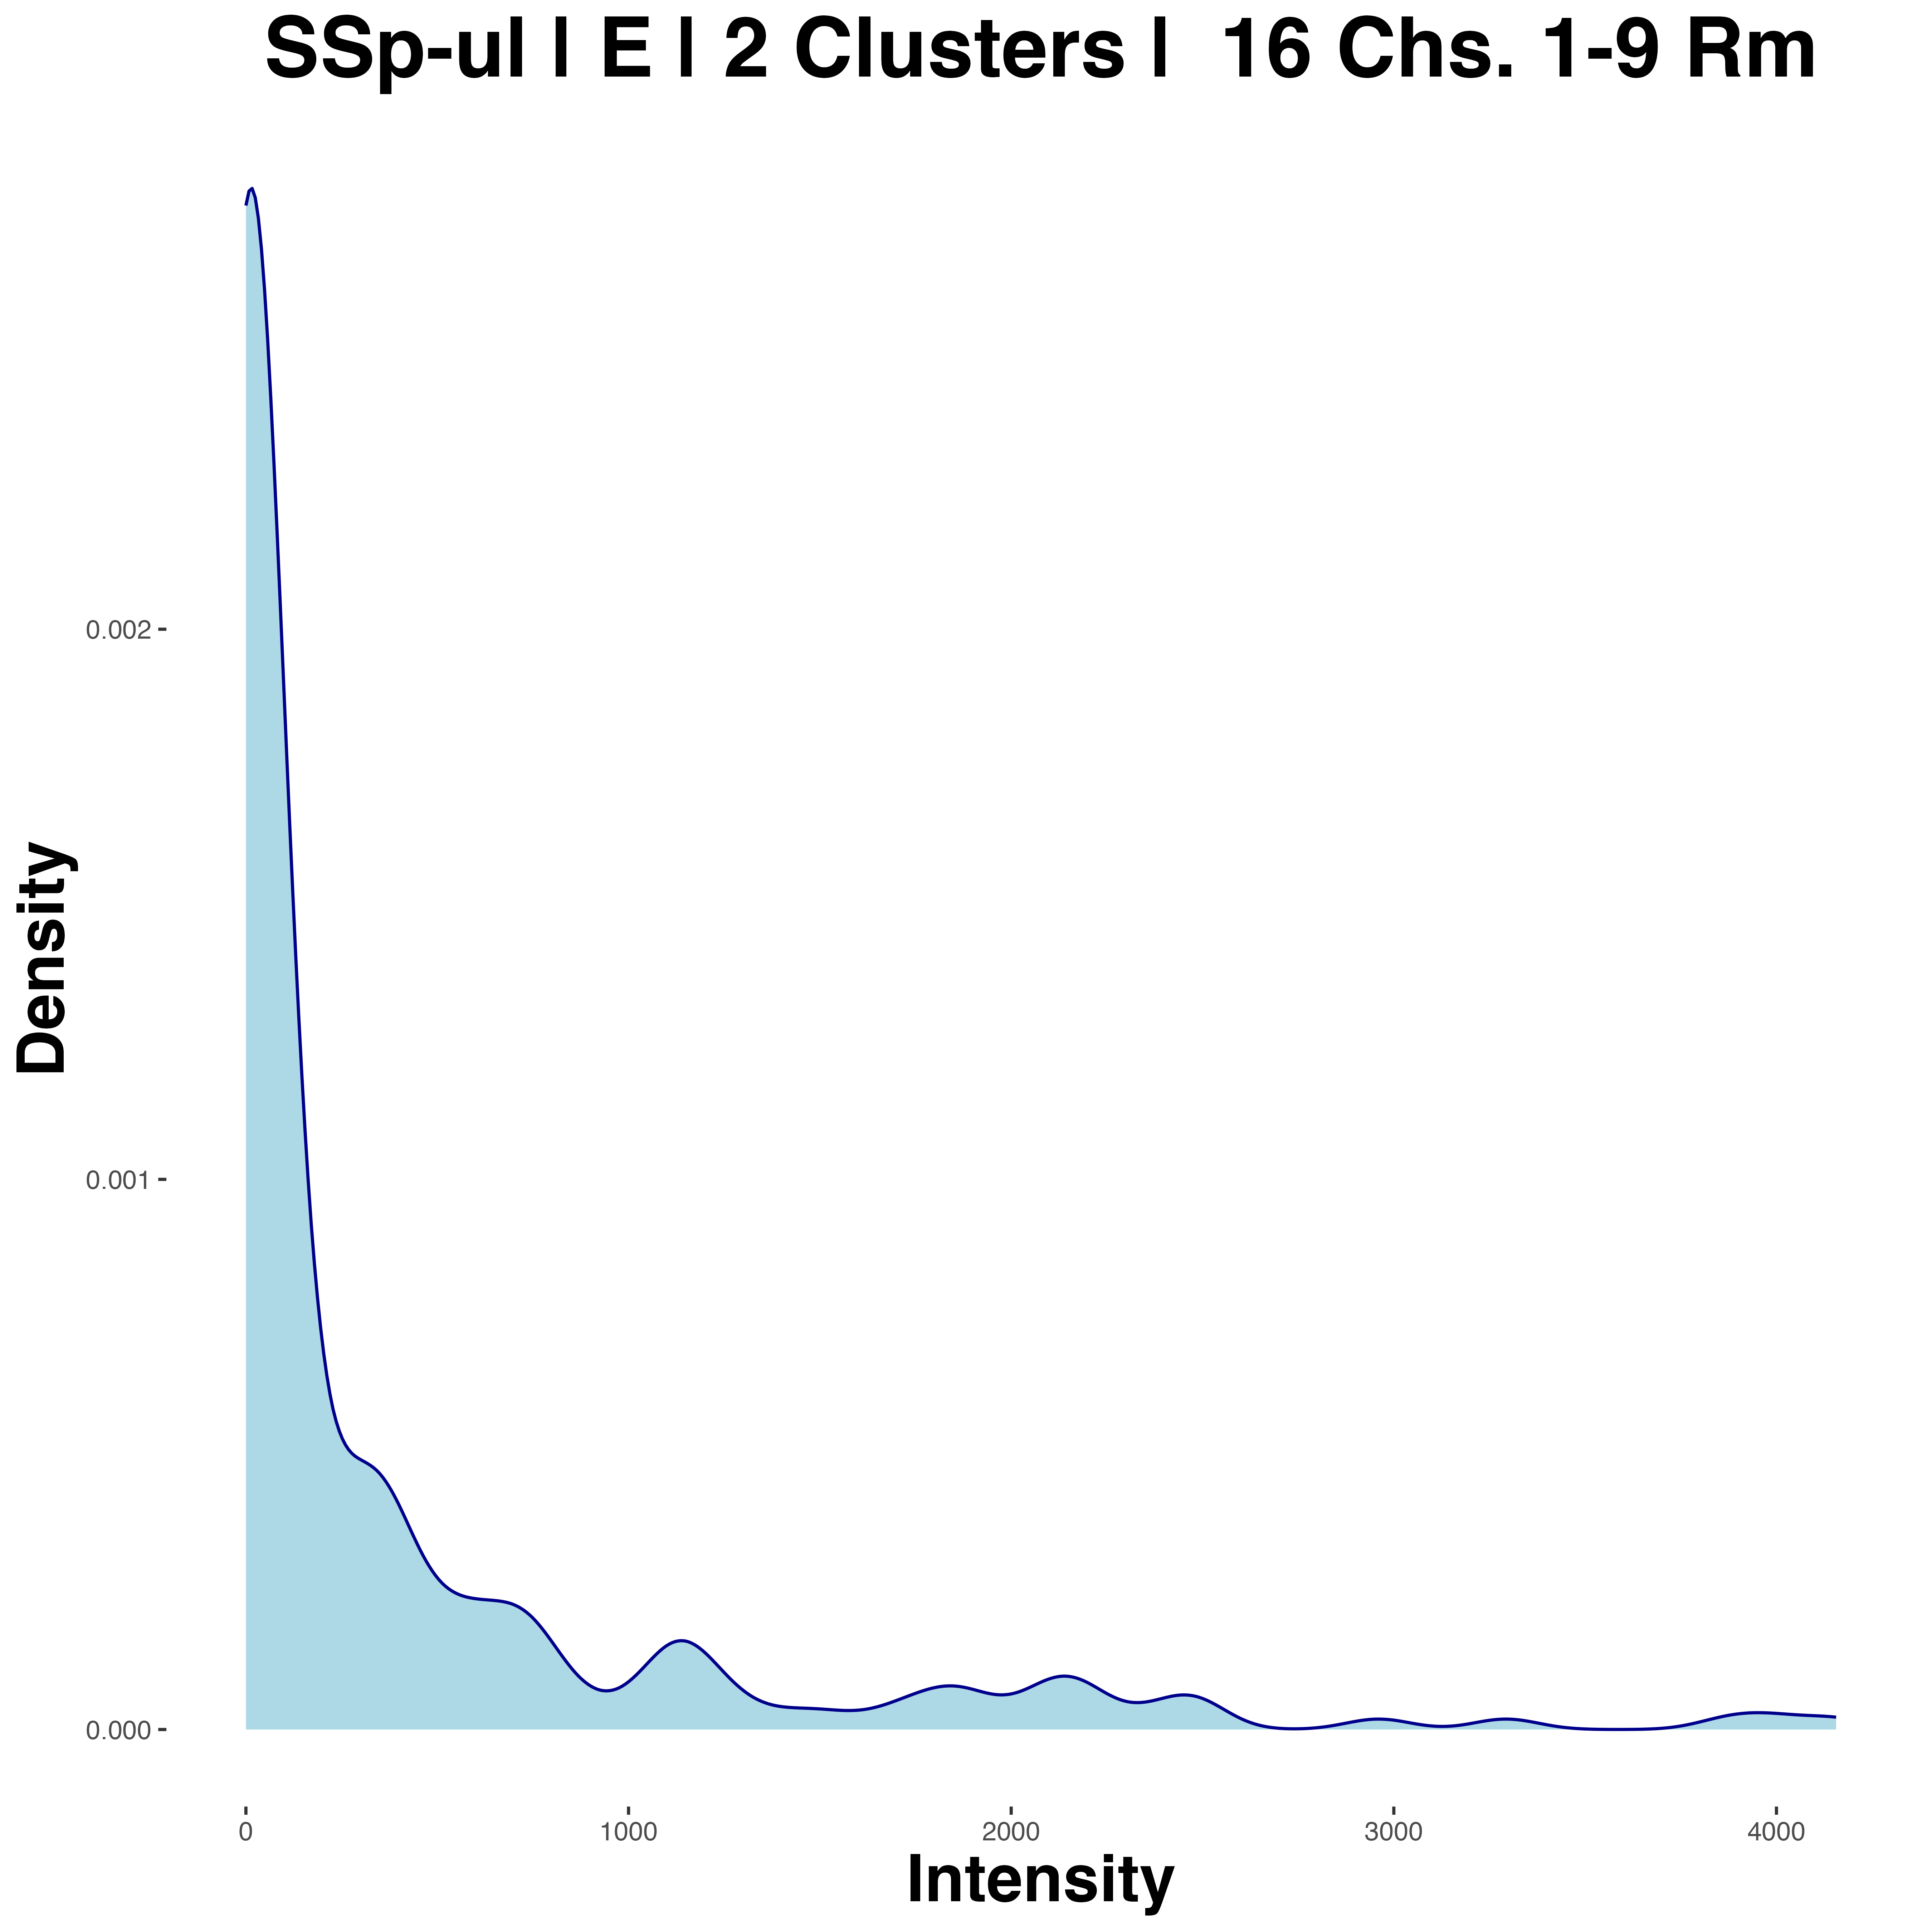 SSp-ul | E | 2 Clusters |  16 Chs. 1-9 Rm
Density
0.002
0.001
0.000
0 1000 2000 3000 4000
Intensity